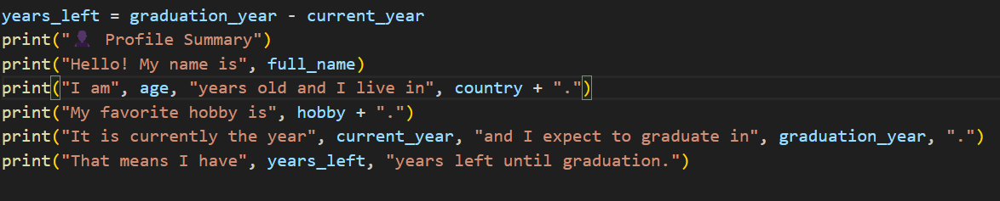 years_left = graduation_year - current_year
print("👤 Profile Summary")
print("Hello! My name is", full_name)
print("I am", age, "years old and I live in", country + ".")
print("My favorite hobby is", hobby + ".")
print("It is currently the year", current_year, "and I expect to graduate in", graduation_year, ".")
print("That means I have", years_left, "years left until graduation.")